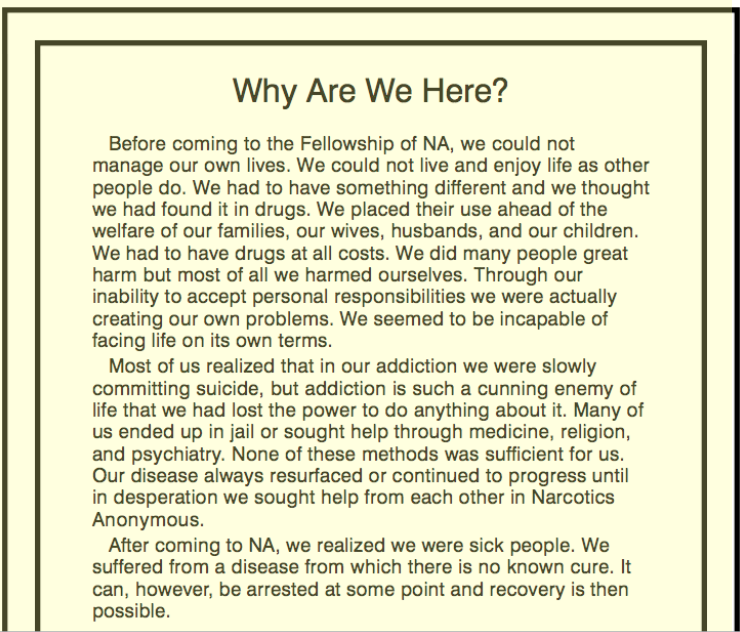 Why Are We Here?
Before coming to the Fellowship of NA, we could not
manage our own lives. We could not live and enjoy life as other
people do. We had to have something different and we thought
we had found it in drugs. We placed their use ahead of the
welfare of our families, our wives, husbands, and our children.
We had to have drugs at all costs. We did many people great
harm but most of all we harmed ourselves. Through our
inability to accept personal responsibilities we were actually
creating our own problems. We seemed to be incapable of
facing life on its own terms.
Most of us realized that in our addiction we were slowly
committing suicide, but addiction is such a cunning enemy of
life that we had lost the power to do anything about it. Many of
us ended up in jail or sought help through medicine, religion,
and psychiatry. None of these methods was sufficient for us.
Our disease always resurfaced or continued to progress until
in desperation we sought help from each other in Narcotics
Anonymous.
After coming to NA, we realized we were sick people. We
suffered from a disease from which there is no known cure. It
can, however, be arrested at some point and recovery is then
possible.